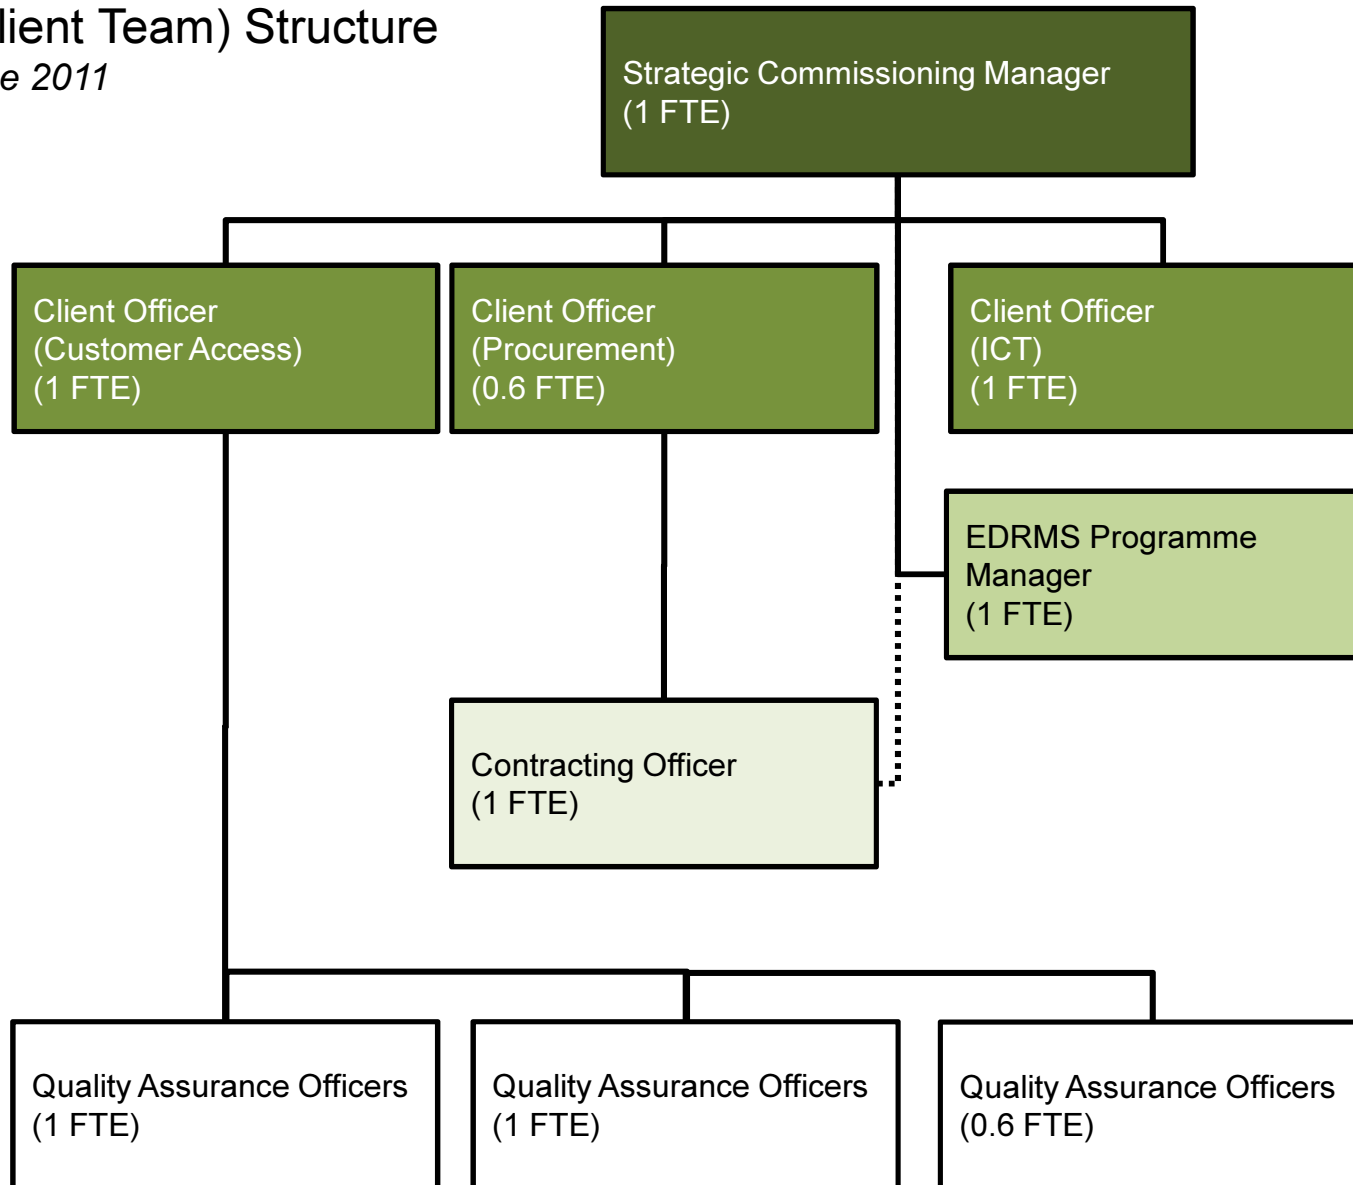 lient Team) Structure
e 2011
Strategic Commissioning Manager
(1 FTE)
Client Officer
(Customer Access)
(1 FTE)
Client Officer
(Procurement)
(0.6 FTE)
Client Officer
(ICT)
(1 FTE)
EDRMS Programme
Manager
(1 FTE)
Contracting Officer
(1 FTE)
Quality Assurance Officers
(1 FTE)
Quality Assurance Officers
(1 FTE)
Quality Assurance Officers
(0.6 FTE)